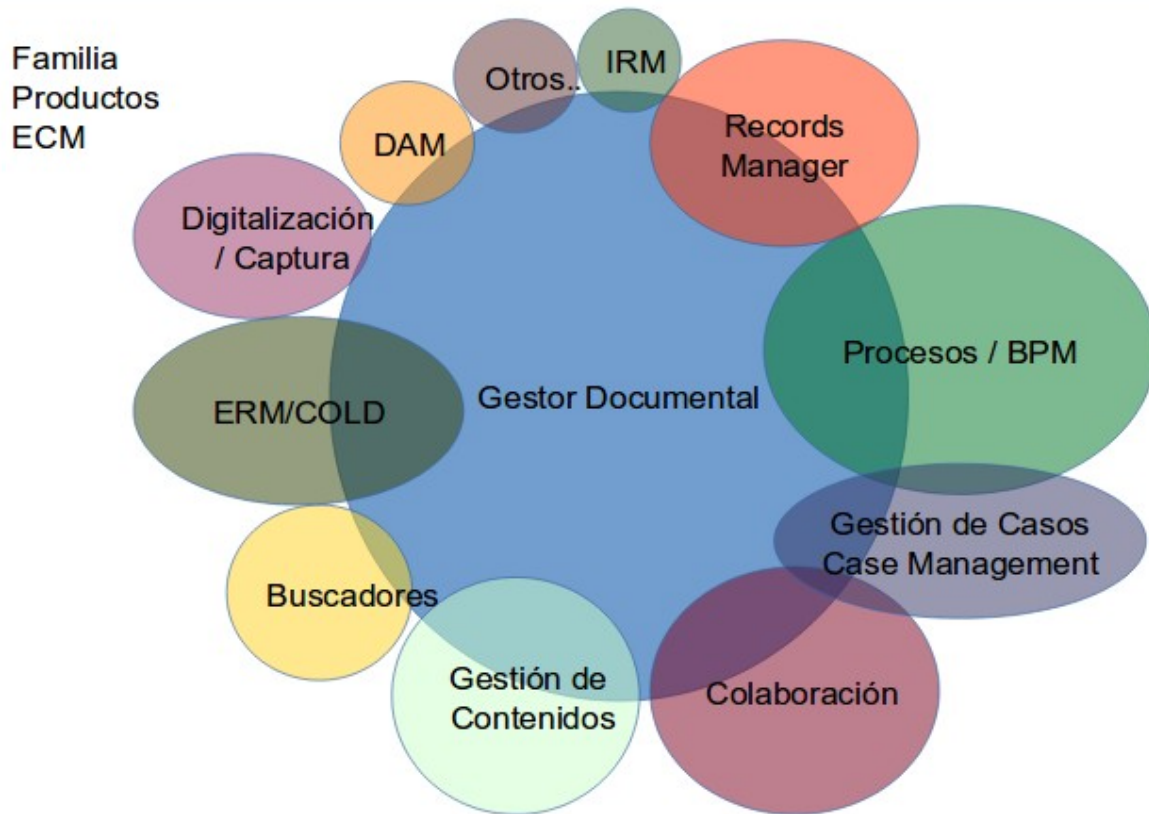 Familia
Productos
ECM
Otros..
IRM
DAM
Records
Manager
Digitalización
/ Captura
Procesos / BPM
Gestor Documental
ERM/COLD
Gestión de Casos
Case Management
Buscadores
Gestión de
Contenidos
Colaboración